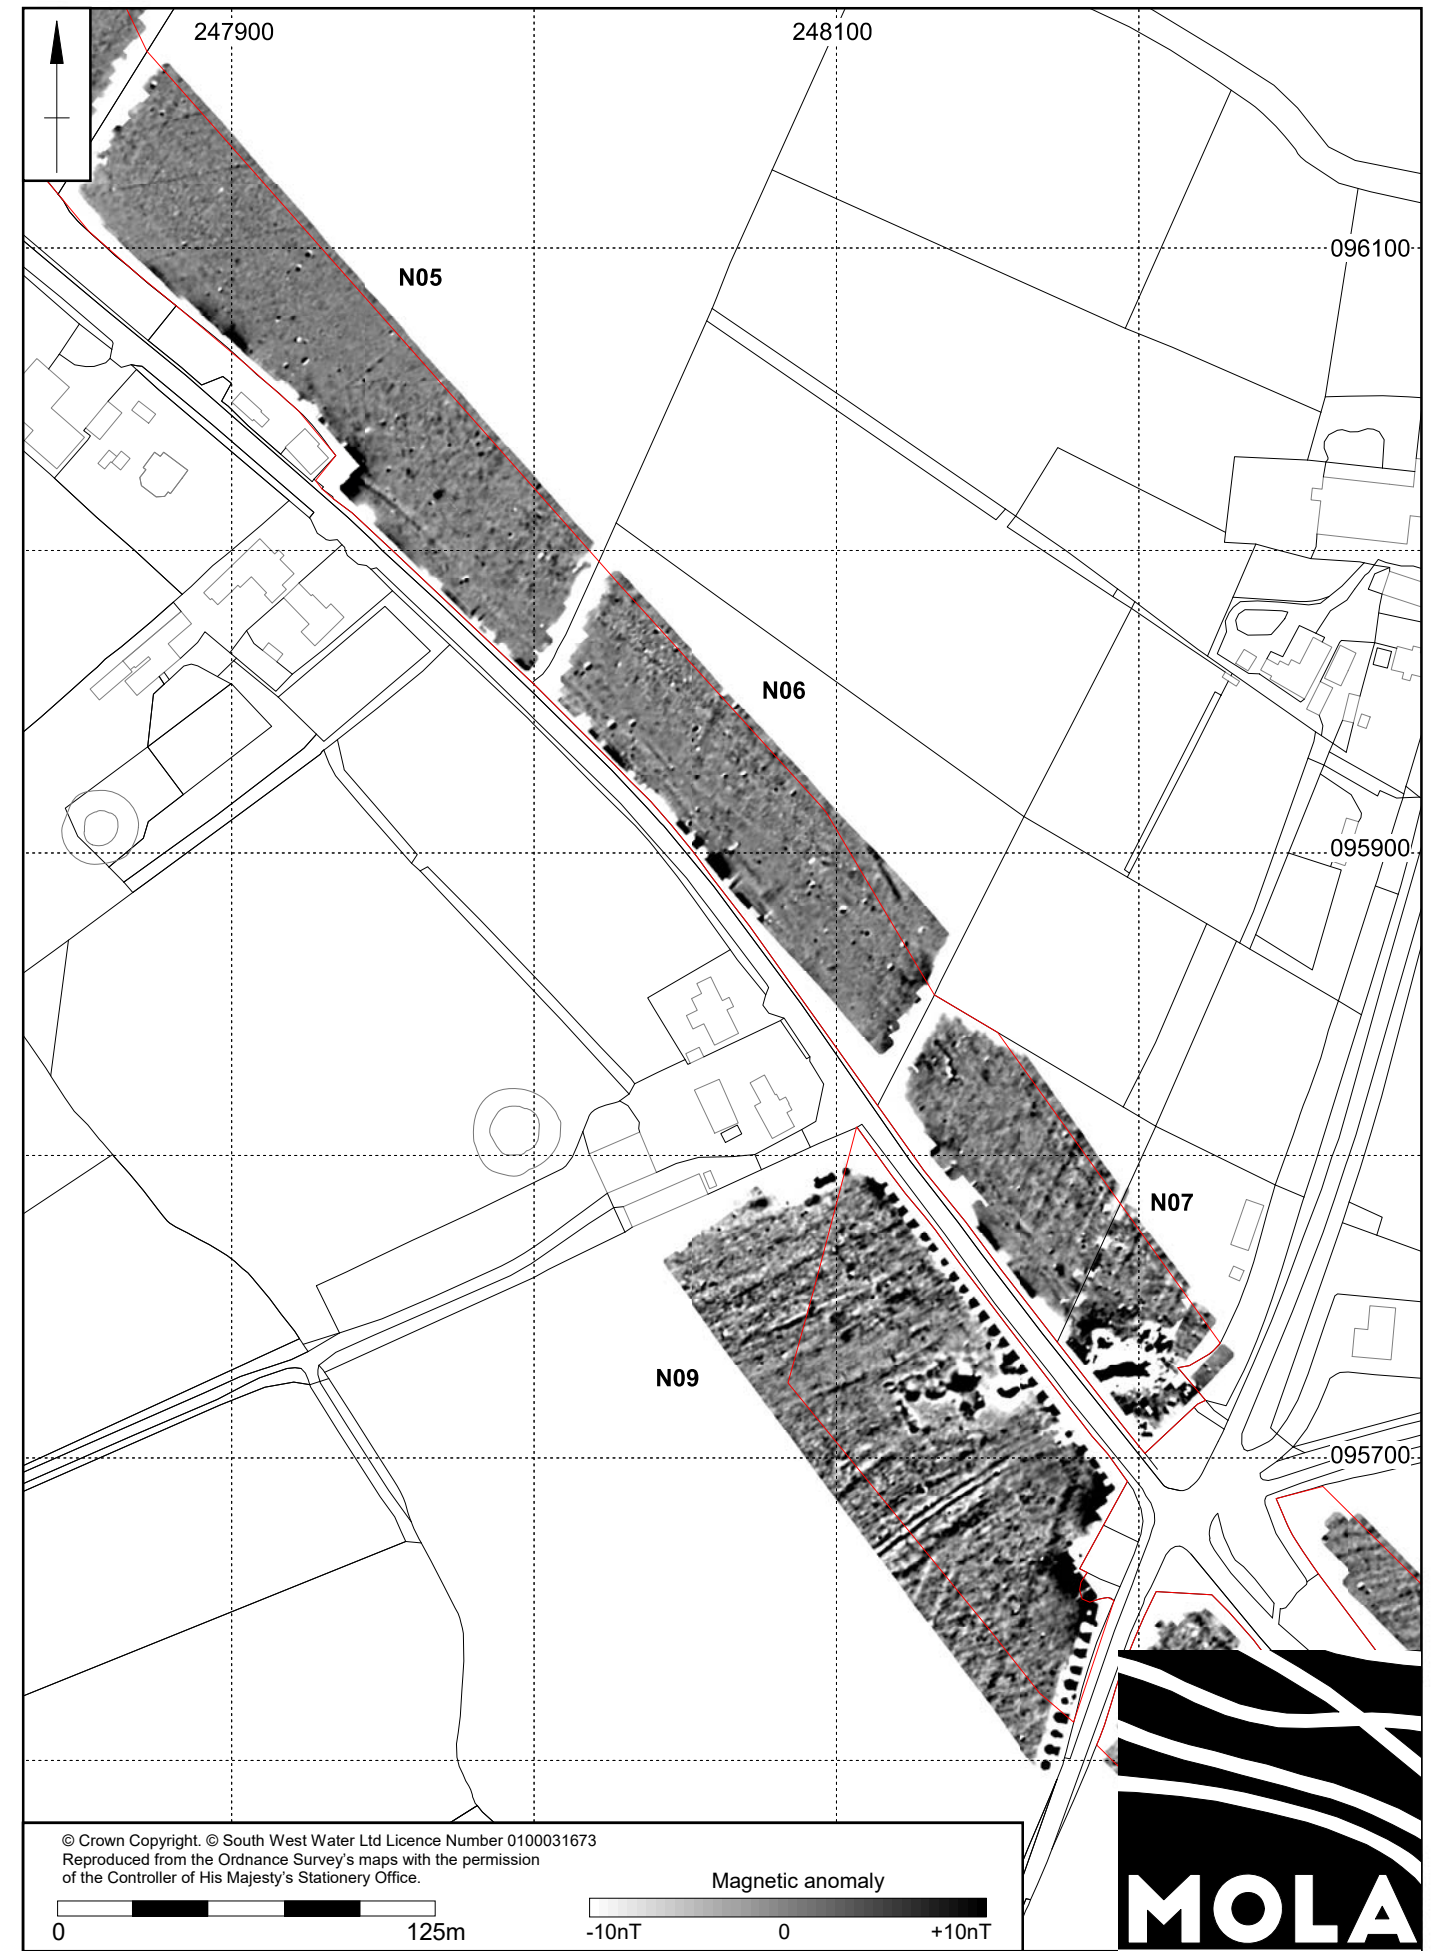 247900
248100
096100
N05
N06
095900
N07
N09
095700
© Crown Copyright. © South West Water Ltd Licence Number 0100031673
Reproduced from the Ordnance Survey's maps with the permission
of the Controller of His Majesty's Stationery Office.
0
125m
Magnetic anomaly
-10nT
0
+10nT
MOLA